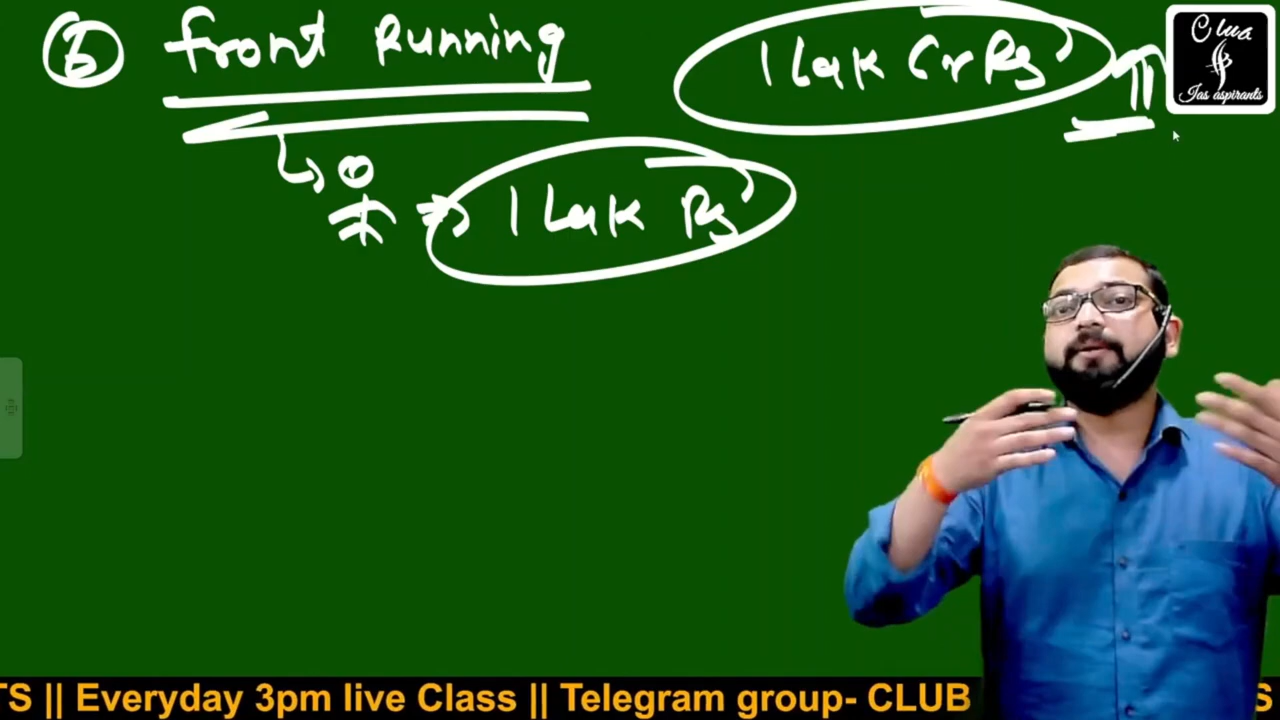 6 Front Running
1 Lak Cr Rs
1 Lak Rs
Club
Ias aspirants
TS || Everyday 3pm live Class || Telegram group- CLUB
S